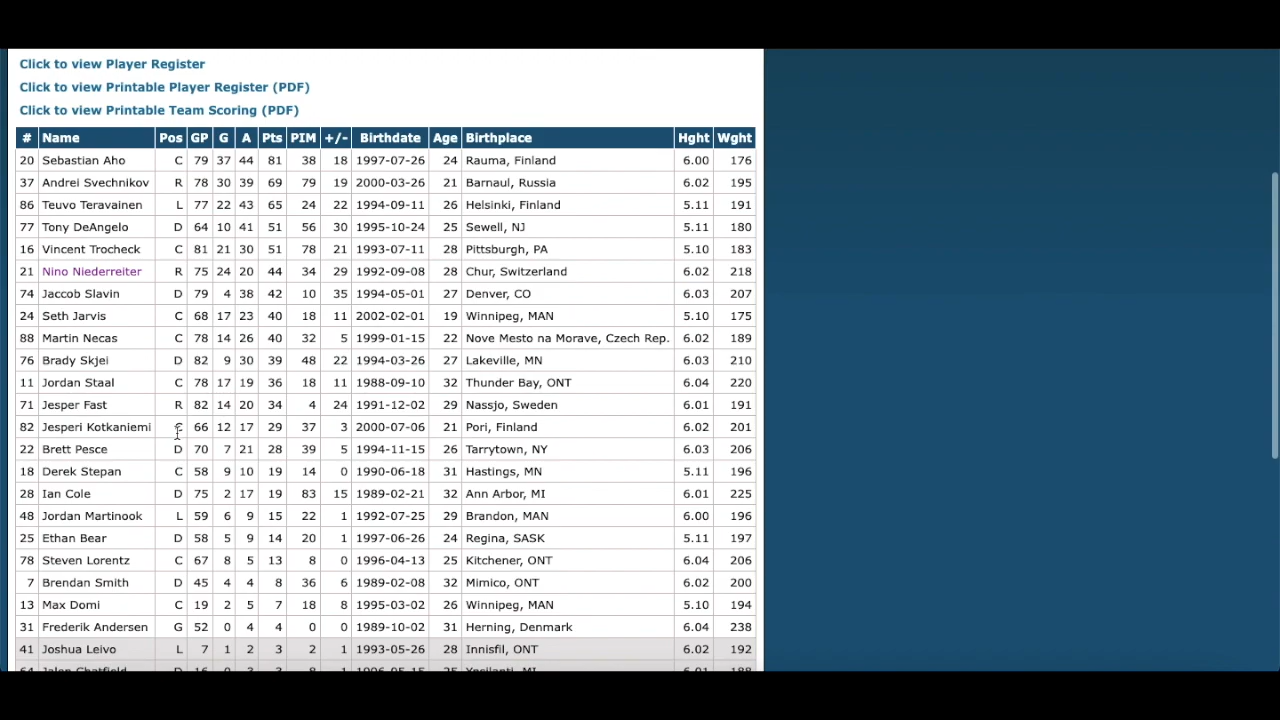 Click to view Player Register
Click to view Printable Player Register (PDF)
Click to view Printable Team Scoring (PDF)
# Name Pos GP G A Pts PIM +/- Birthdate Age Birthplace Hght Wght
20 Sebastian Aho C 79 37 44 81 38 18 1997-07-26 24 Rauma, Finland 6.00 176
37 Andrei Svechnikov R 78 30 39 69 79 19 2000-03-26 21 Barnaul, Russia 6.02 195
86 Teuvo Teravainen L 77 22 43 65 24 22 1994-09-11 26 Helsinki, Finland 5.11 191
77 Tony DeAngelo D 64 10 41 51 56 30 1995-10-24 25 Sewell, NJ 5.11 180
16 Vincent Trocheck C 81 21 30 51 78 21 1993-07-11 28 Pittsburgh, PA 5.10 183
21 Nino Niederreiter R 75 24 20 44 34 29 1992-09-08 28 Chur, Switzerland 6.02 218
74 Jaccob Slavin D 79 4 38 42 10 35 1994-05-01 27 Denver, CO 6.03 207
24 Seth Jarvis C 68 17 23 40 18 11 2002-02-01 19 Winnipeg, MAN 5.10 175
88 Martin Necas C 78 14 26 40 32 5 1999-01-15 22 Nove Mesto na Morave, Czech Rep. 6.02 189
76 Brady Skjei D 82 9 30 39 48 22 1994-03-26 27 Lakeville, MN 6.03 210
11 Jordan Staal C 78 17 19 36 18 11 1988-09-10 32 Thunder Bay, ONT 6.04 220
71 Jesper Fast R 82 14 20 34 4 24 1991-12-02 29 Nassjo, Sweden 6.01 191
82 Jesperi Kotkaniemi C 66 12 17 29 37 3 2000-07-06 21 Pori, Finland 6.02 201
22 Brett Pesce D 70 7 21 28 39 5 1994-11-15 26 Tarrytown, NY 6.03 206
18 Derek Stepan C 58 9 10 19 14 0 1990-06-18 31 Hastings, MN 5.11 196
28 Ian Cole D 75 2 17 19 83 15 1989-02-21 32 Ann Arbor, MI 6.01 225
48 Jordan Martinook L 59 6 9 15 22 1 1992-07-25 29 Brandon, MAN 6.00 196
25 Ethan Bear D 58 5 9 14 20 1 1997-06-26 24 Regina, SASK 5.11 197
78 Steven Lorentz C 67 8 5 13 8 0 1996-04-13 25 Kitchener, ONT 6.04 206
7 Brendan Smith D 45 4 4 8 36 6 1989-02-08 32 Mimico, ONT 6.02 200
13 Max Domi C 19 2 5 7 18 8 1995-03-02 26 Winnipeg, MAN 5.10 194
31 Frederik Andersen G 52 0 4 4 0 0 1989-10-02 31 Herning, Denmark 6.04 238
41 Joshua Leivo L 7 1 2 3 2 1 1993-05-26 28 Innisfil, ONT 6.02 192